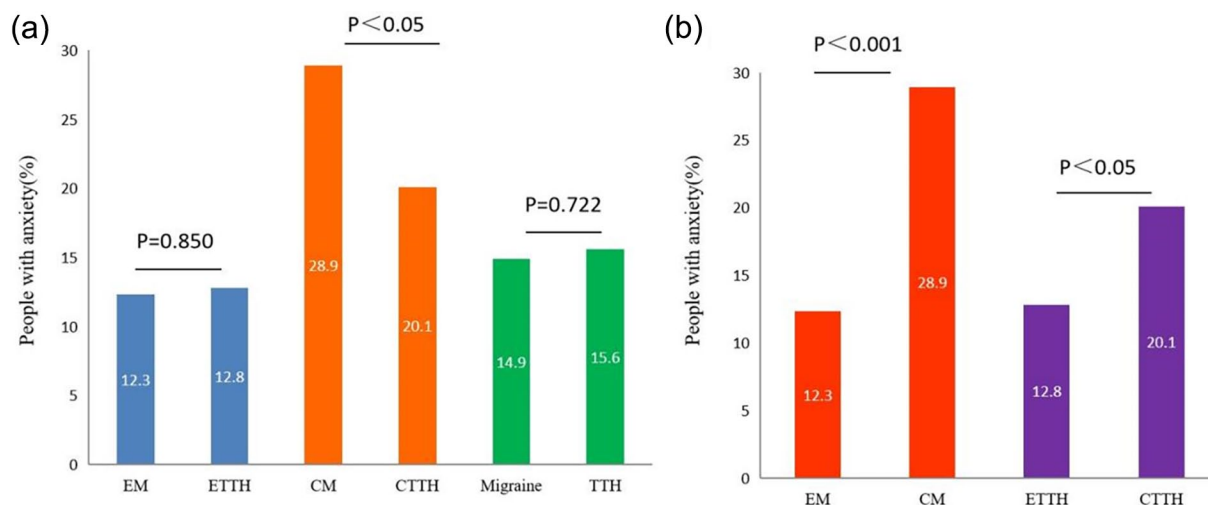 (a)
P＜0.05
30
25
20
15
10
5
0
People with anxiety(%)
P=0.850
P=0.722
12.3
12.8
28.9
20.1
14.9
15.6
EM ETTH CM CTTH Migraine TTH
(b)
P＜0.001
30
25
20
15
10
5
0
People with anxiety(%)
P＜0.05
12.3
28.9
12.8
20.1
EM CM ETTH CTTH